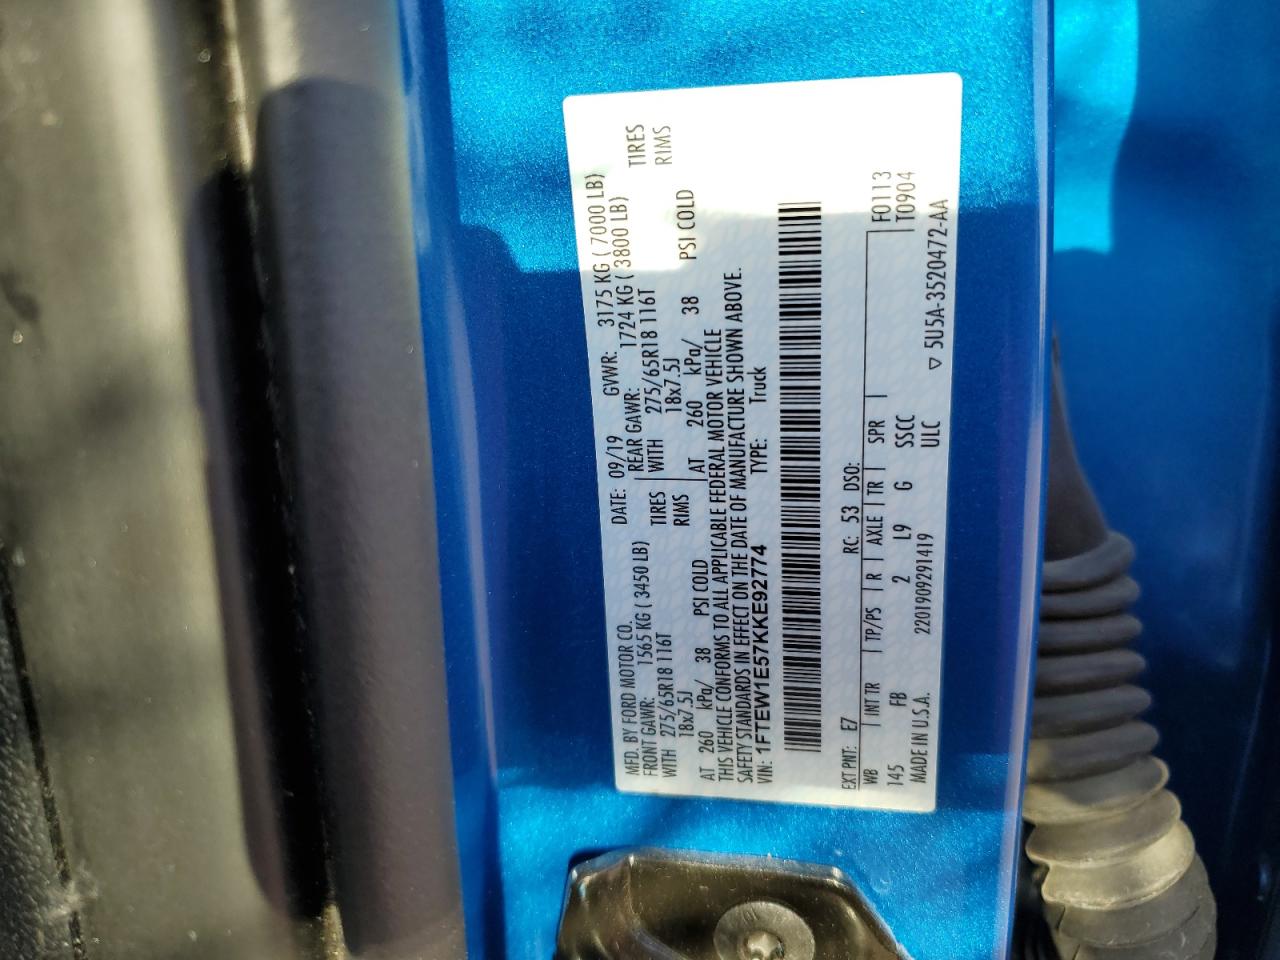 MFD. BY FORD MOTOR CO. DATE: 09/19 GVWR: 3175 KG ( 7000 LB)
FRONT GAWR: 1565 KG ( 3450 LB) REAR GAWR: 1724 KG ( 3800 LB)
WITH 275/65R18 116T TIRES WITH 275/65R18 116T TIRES
18x7.5J RIMS 18x7.5J RIMS
AT 260 kPa/ 38 PSI COLD AT 260 kPa/ 38 PSI COLD
THIS VEHICLE CONFORMS TO ALL APPLICABLE FEDERAL MOTOR VEHICLE
SAFETY STANDARDS IN EFFECT ON THE DATE OF MANUFACTURE SHOWN ABOVE.
VIN: 1FTEW1E57KKE92774 TYPE: Truck
EXT PNT: E7 RC: 53 DSO: F0113
WB INT TR TP/PS R AXLE TR SPR T0904
145 FB 2 L9 G SSCC
MADE IN U.S.A. 220190929141​9 ULC ▽ 5U5A-3520472-AA